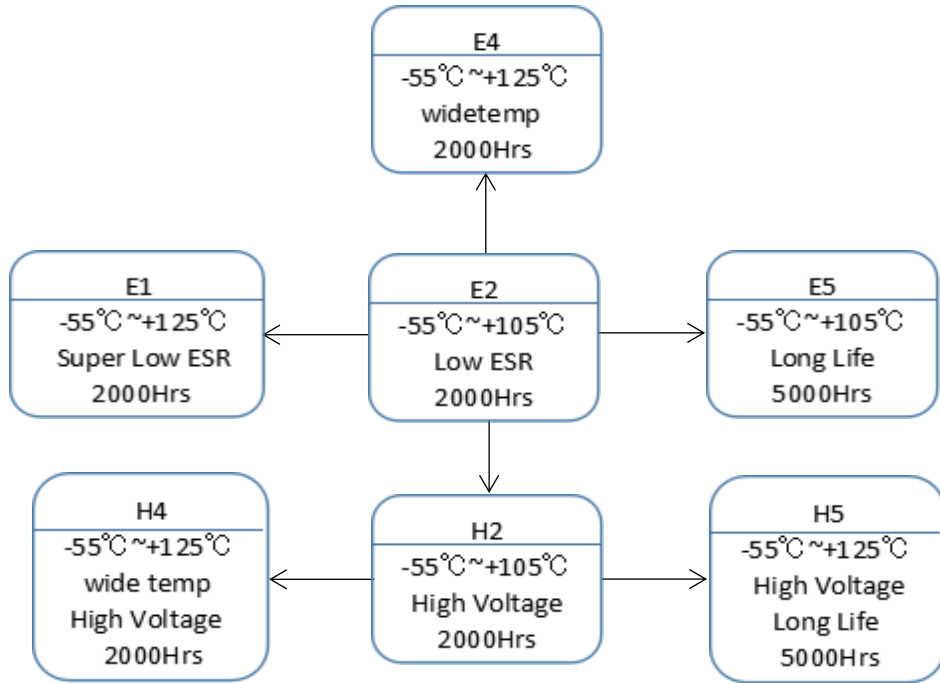 E4
-55℃~+125℃
widetemp
2000Hrs
E1
-55℃~+125℃
Super Low ESR
2000Hrs
E2
-55℃~+105℃
Low ESR
2000Hrs
E5
-55℃~+105℃
Long Life
5000Hrs
H4
-55℃~+125℃
wide temp
High Voltage
2000Hrs
H2
-55℃~+105℃
High Voltage
2000Hrs
H5
-55℃~+125℃
High Voltage
Long Life
5000Hrs